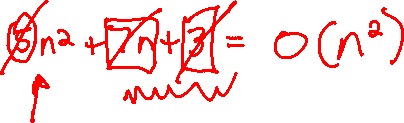 5n² + 7n + 3 = O(n²)